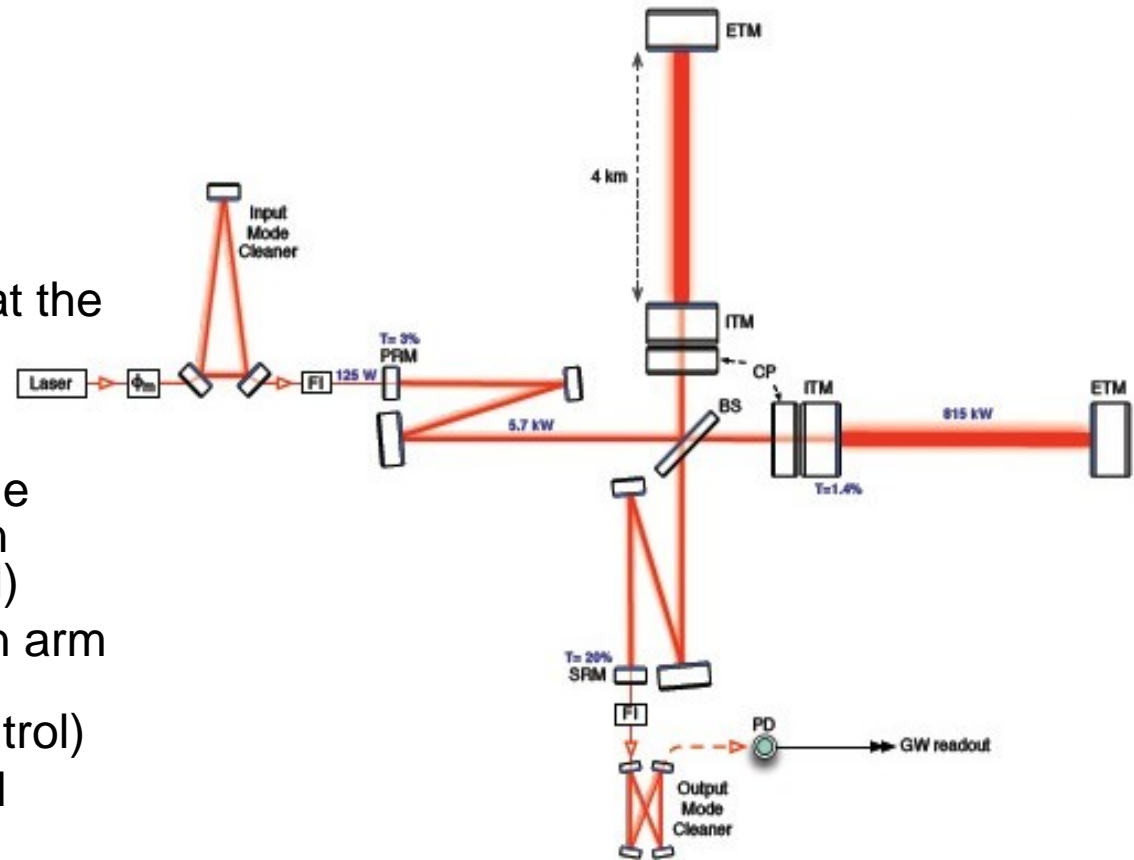 at the
e
n
)
n arm
trol)
l
ETM
4 km
ITM
CP
ITM
ETM
BS
815 kW
T=1.4%
Input
Mode
Cleaner
Laser
ϕm
FI
125 W
T= 3%
PRM
5.7 kW
T= 20%
SRM
FI
PD
GW readout
Output
Mode
Cleaner